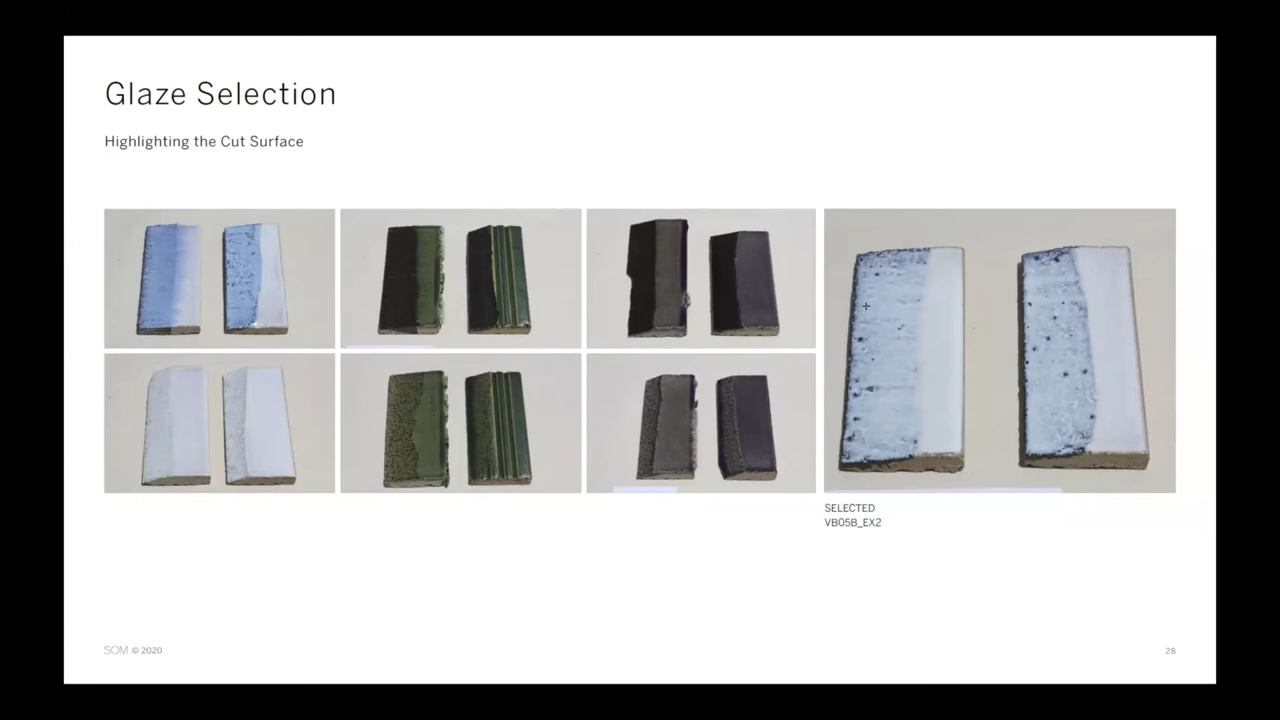 Glaze Selection
Highlighting the Cut Surface
SELECTED
VB05B_EX2
SOM © 2020
28